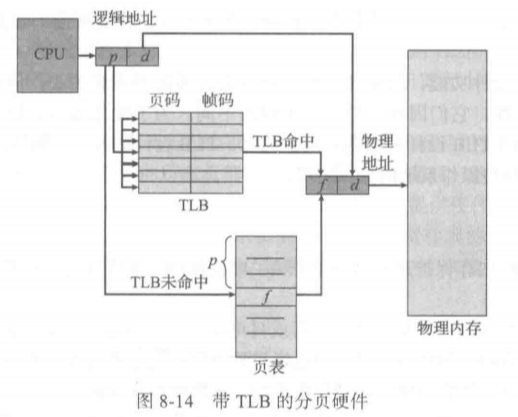 逻辑地址
CPU
p d
页码 帧码
TLB命中
物理
地址
f d
TLB
p
TLB未命中
f
页表
物理内存
图 8-14 带 TLB 的分页硬件